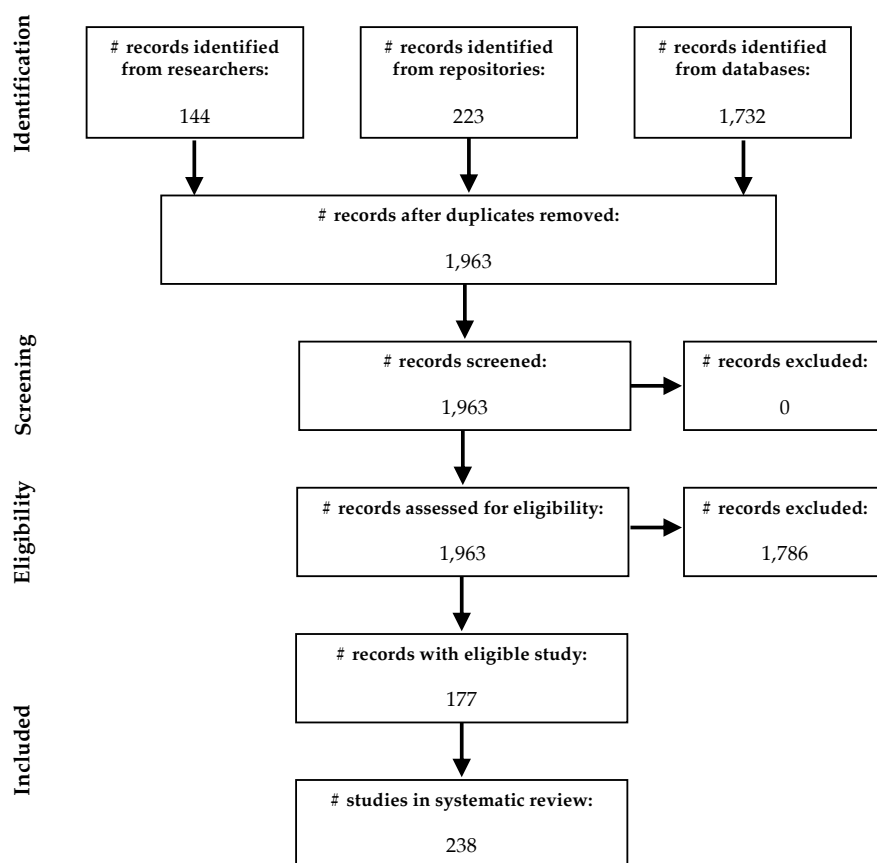 Identification
# records identified
from researchers:
144
# records identified
from repositories:
223
# records identified
from databases:
1,732
# records after duplicates removed:
1,963
Screening
# records screened:
1,963
# records excluded:
0
Eligibility
# records assessed for eligibility:
1,963
# records excluded:
1,786
Included
# records with eligible study:
177
# studies in systematic review:
238